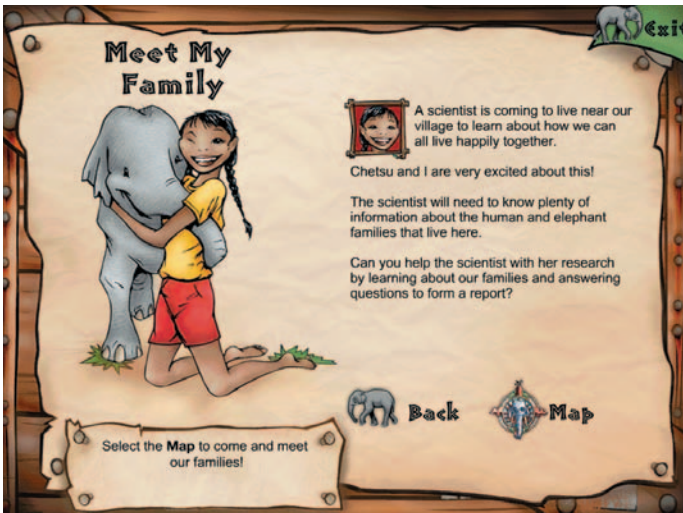 Exit
Meet My
Family
A scientist is coming to live near our
village to learn about how we can
all live happily together.
Chetsu and I are very excited about this!
The scientist will need to know plenty of
information about the human and elephant
families that live here.
Can you help the scientist with her research
by learning about our families and answering
questions to form a report?
Back
Map
Select the Map to come and meet
our families!